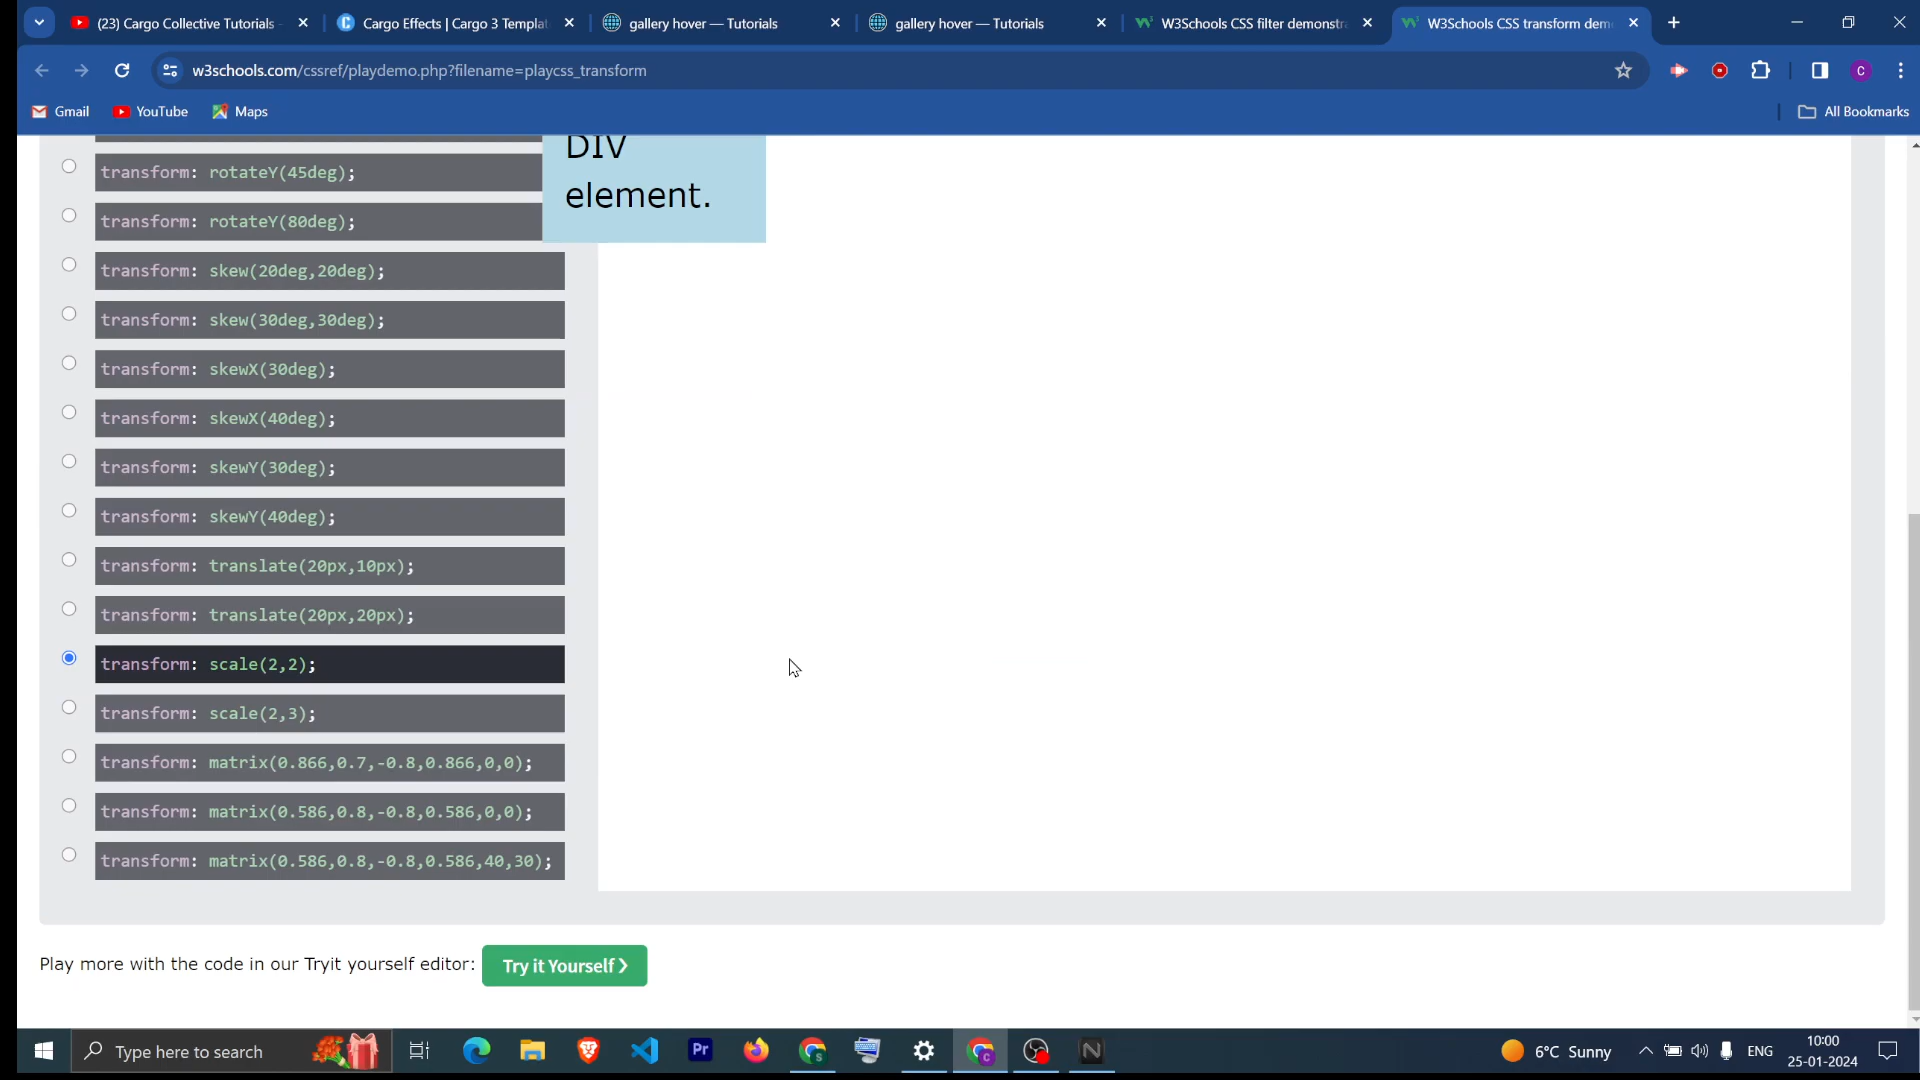 (23) Cargo Collective Tutorials -
Cargo Effects | Cargo 3 Templat
gallery hover — Tutorials
gallery hover — Tutorials
W3Schools CSS filter demonstra
W3Schools CSS transform dem
w3schools.com/cssref/playdemo.php?filename=playcss_transform
C
Gmail
YouTube
Maps
All Bookmarks
DIV
element.
transform: rotateY(45deg);
transform: rotateY(80deg);
transform: skew(20deg,20deg);
transform: skew(30deg,30deg);
transform: skewX(30deg);
transform: skewX(40deg);
transform: skewY(30deg);
transform: skewY(40deg);
transform: translate(20px,10px);
transform: translate(20px,20px);
transform: scale(2,2);
transform: scale(2,3);
transform: matrix(0.866,0.7,-0.8,0.866,0,0);
transform: matrix(0.586,0.8,-0.8,0.586,0,0);
transform: matrix(0.586,0.8,-0.8,0.586,40,30);
Play more with the code in our Tryit yourself editor:
Try it Yourself ❯
Type here to search
Pr
S
C
N
6°C Sunny
ENG
10:00
25-01-2024